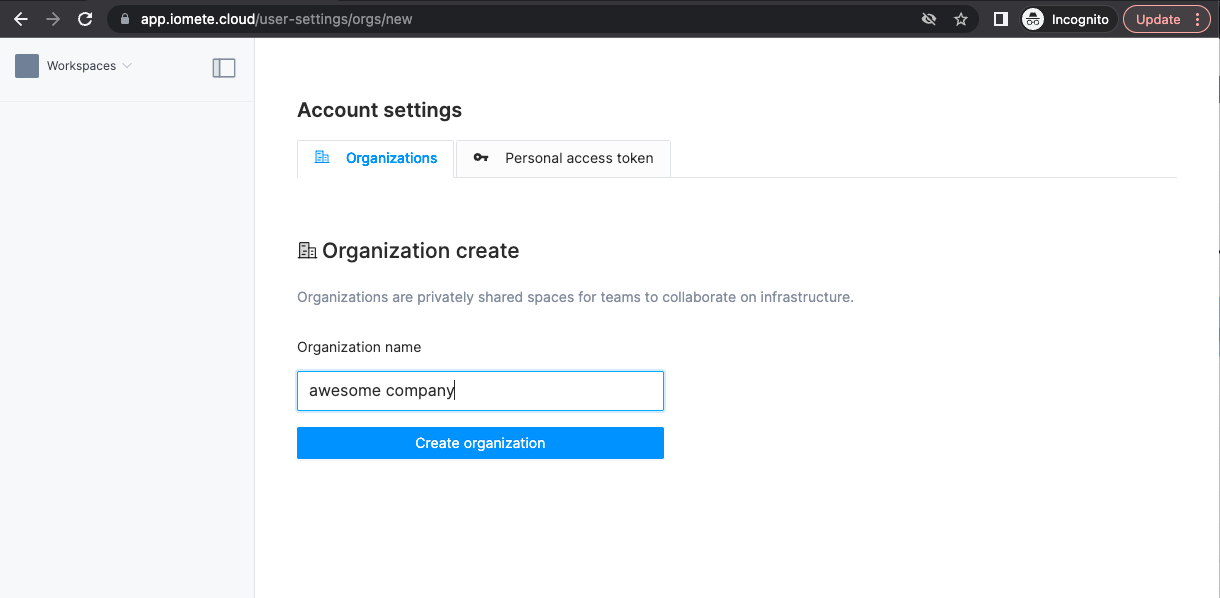 app.iomete.cloud/user-settings/orgs/new
Incognito
Update
Workspaces
Account settings
Organizations
Personal access token
Organization create
Organizations are privately shared spaces for teams to collaborate on infrastructure.
Organization name
awesome company
Create organization